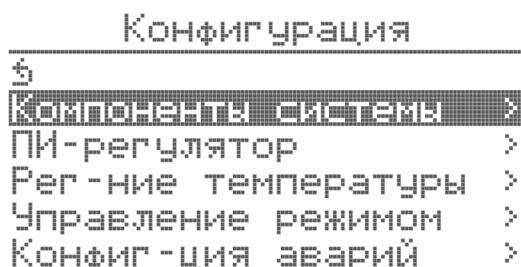 Конфигурация
Компоненты системы >
ПИ-регулятор >
Рег-ние температуры >
Управление режимом >
Конфиг-ция аварий >